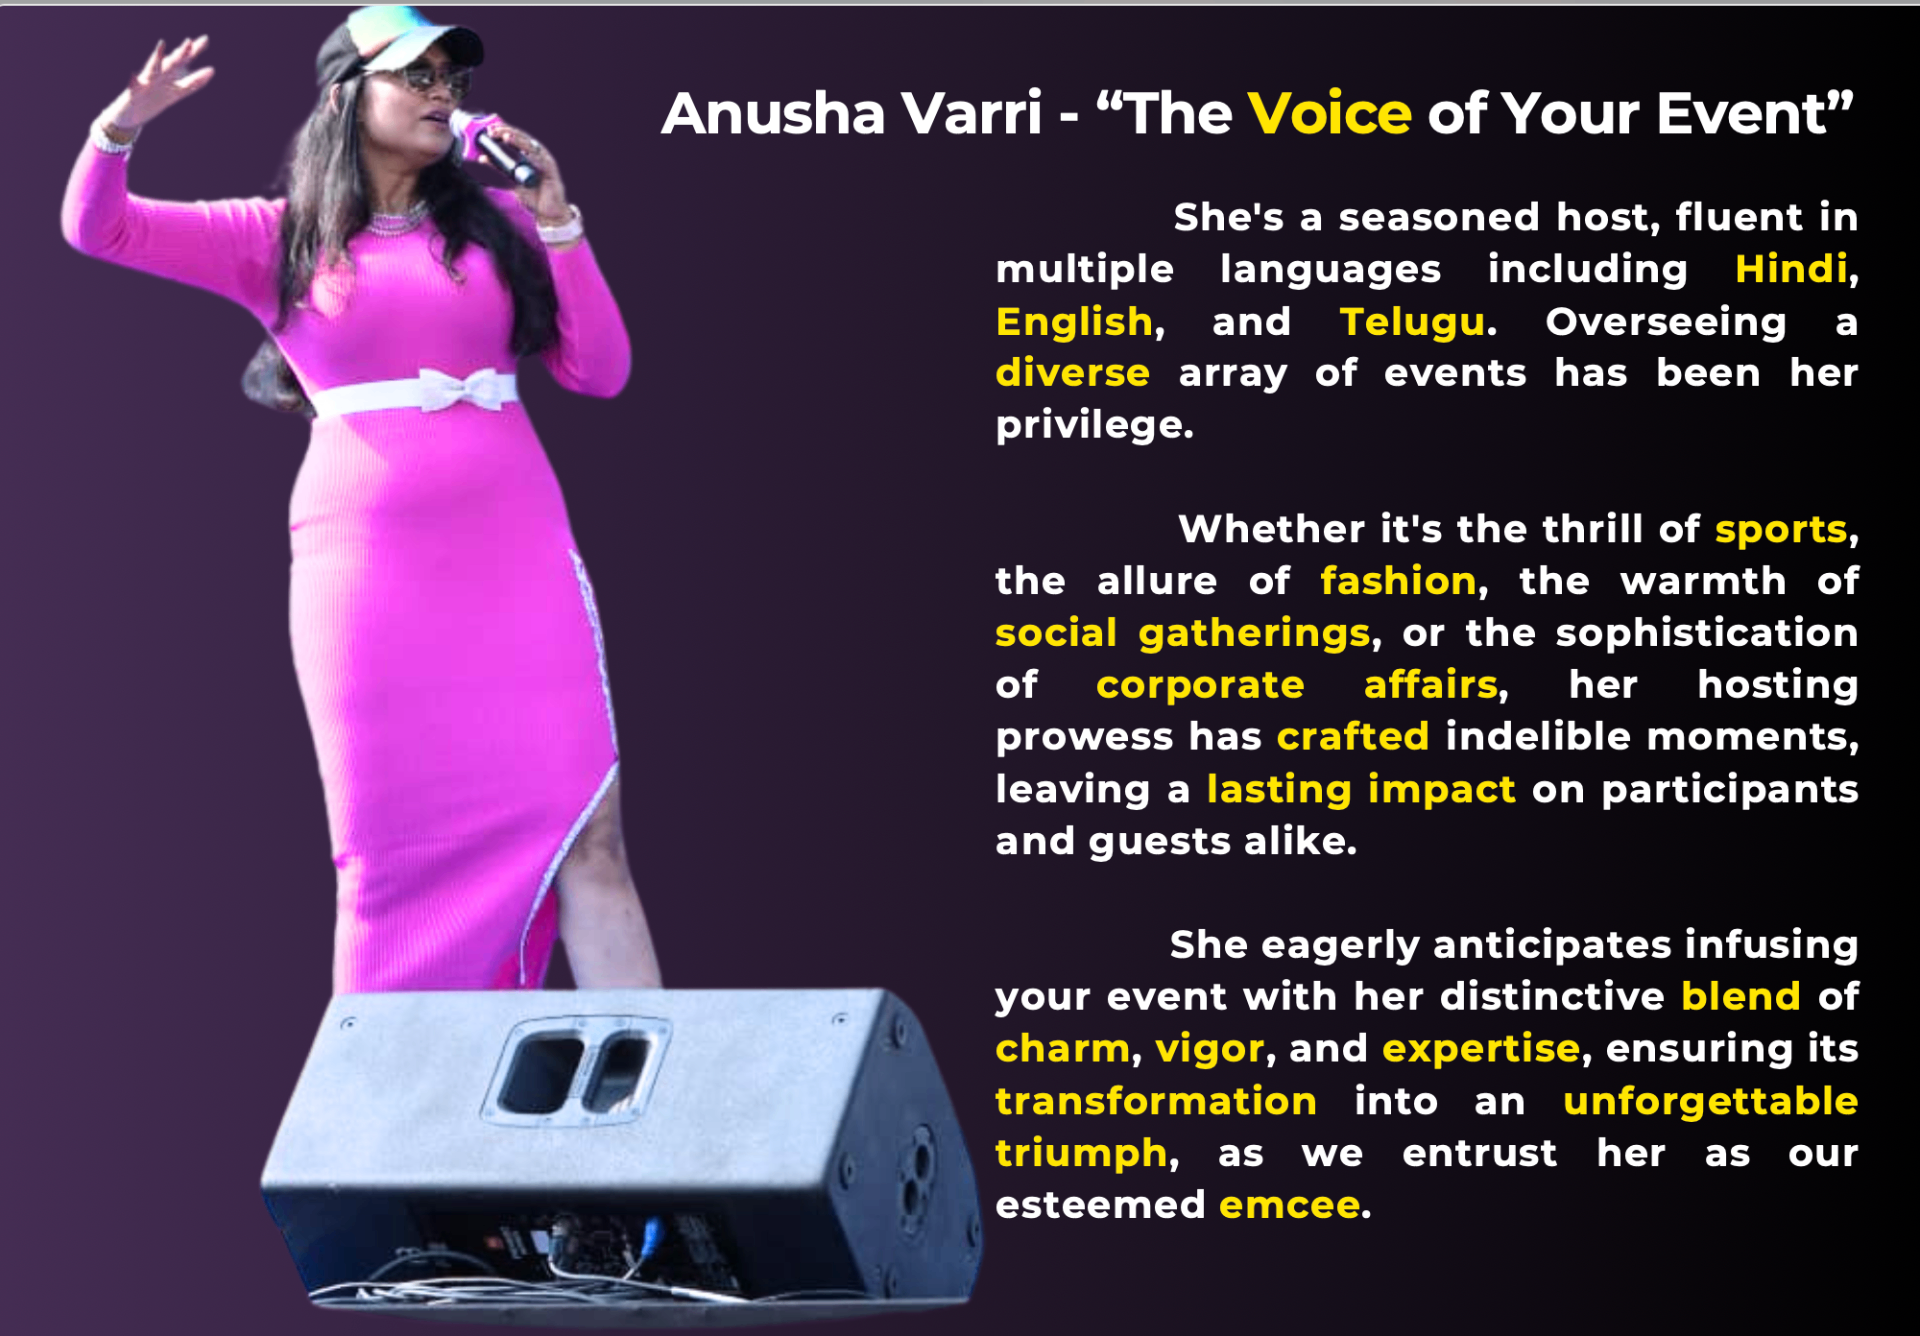 Anusha Varri - “The Voice of Your Event”
She's a seasoned host, fluent in
multiple languages including Hindi,
English, and Telugu. Overseeing a
diverse array of events has been her
privilege.
Whether it's the thrill of sports,
the allure of fashion, the warmth of
social gatherings, or the sophistication
of corporate affairs, her hosting
prowess has crafted indelible moments,
leaving a lasting impact on participants
and guests alike.
She eagerly anticipates infusing
your event with her distinctive blend of
charm, vigor, and expertise, ensuring its
transformation into an unforgettable
triumph, as we entrust her as our
esteemed emcee.